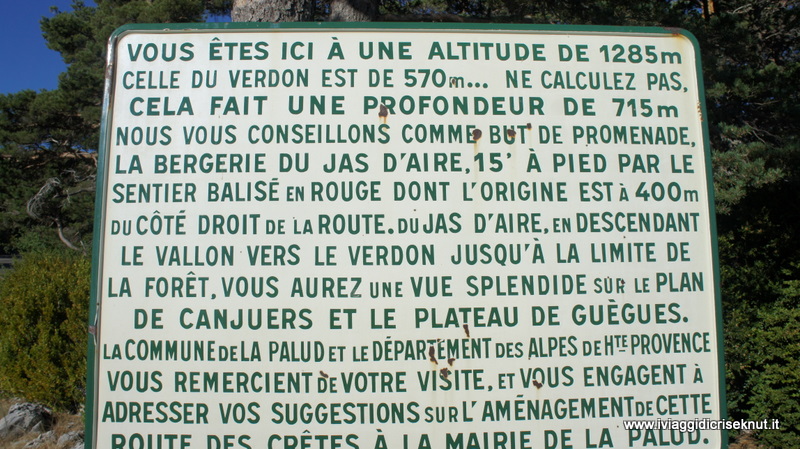 VOUS ÊTES ICI À UNE ALTITUDE DE 1285m
CELLE DU VERDON EST DE 570m... NE CALCULEZ PAS,
CELA FAIT UNE PROFONDEUR DE 715m
NOUS VOUS CONSEILLONS COMME BUT DE PROMENADE,
LA BERGERIE DU JAS D'AIRE, 15' À PIED PAR LE
SENTIER BALISÉ EN ROUGE DONT L'ORIGINE EST À 400m
DU CÔTÉ DROIT DE LA ROUTE. DU JAS D'AIRE, EN DESCENDANT
LE VALLON VERS LE VERDON JUSQU'À LA LIMITE DE
LA FORÊT, VOUS AUREZ UNE VUE SPLENDIDE SUR LE PLAN
DE CANJUERS ET LE PLATEAU DE GUÈGUES.
LA COMMUNE DE LA PALUD ET LE DÉPARTEMENT DES ALPES DE HTE PROVENCE
VOUS REMERCIENT DE VOTRE VISITE, ET VOUS ENGAGENT À
ADRESSER VOS SUGGESTIONS SUR L'AMÉNAGEMENT DE CETTE
ROUTE DES CRÊTES À LA MAIRIE DE LA PALUD.
www.iviaggidicriseknut.it